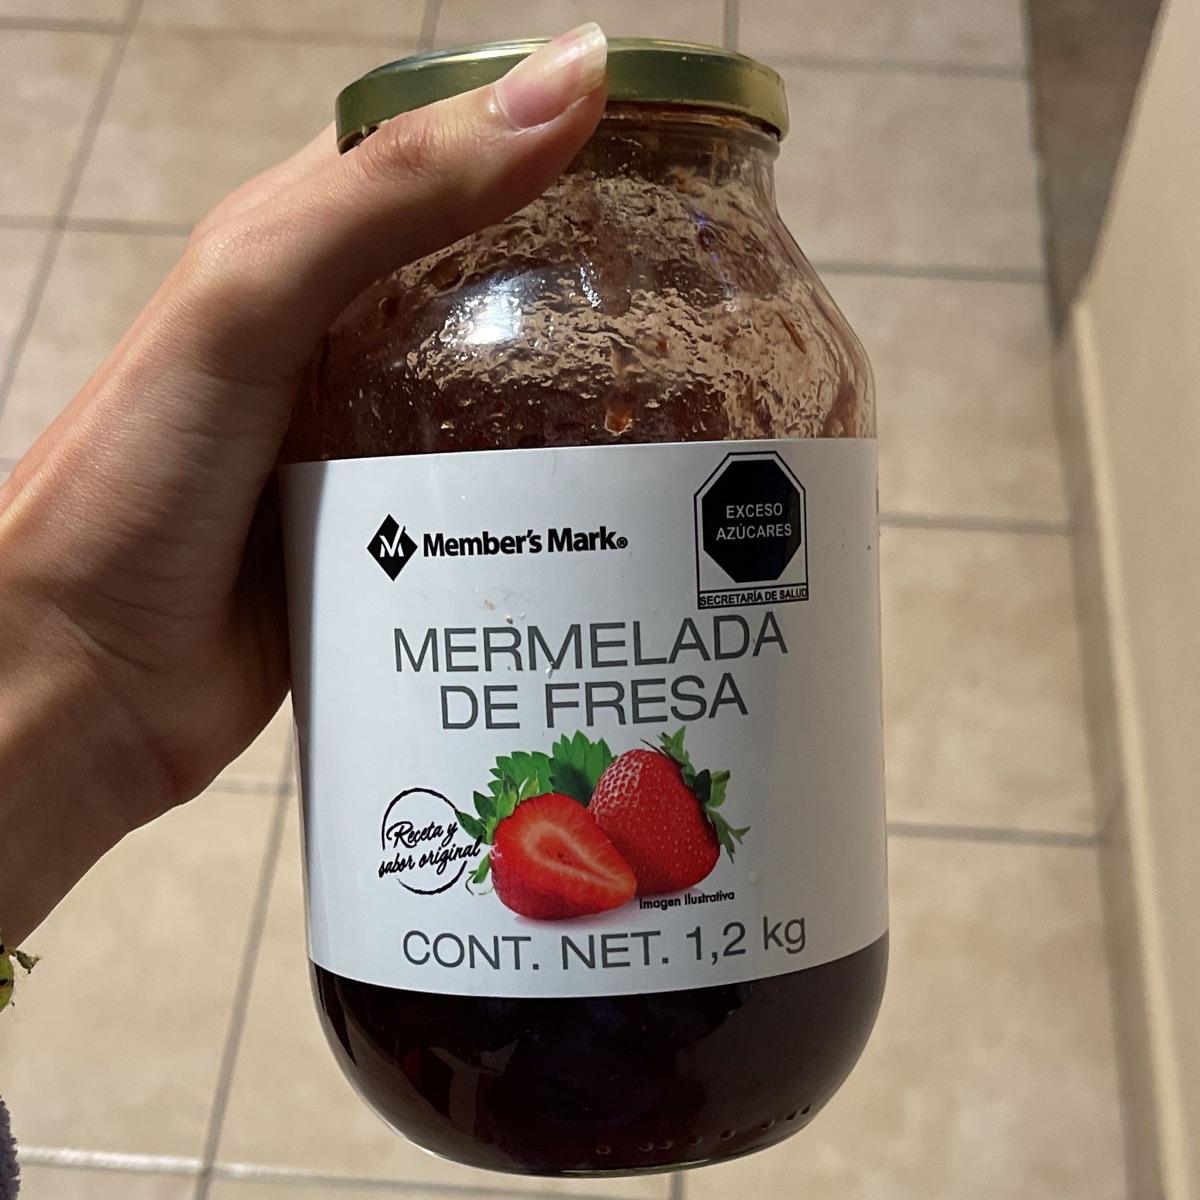 Member's Mark®
EXCESO
AZÚCARES
SECRETARÍA DE SALUD
MERMELADA
DE FRESA
Receta y
sabor original
Imagen Ilustrativa
CONT. NET. 1,2 kg